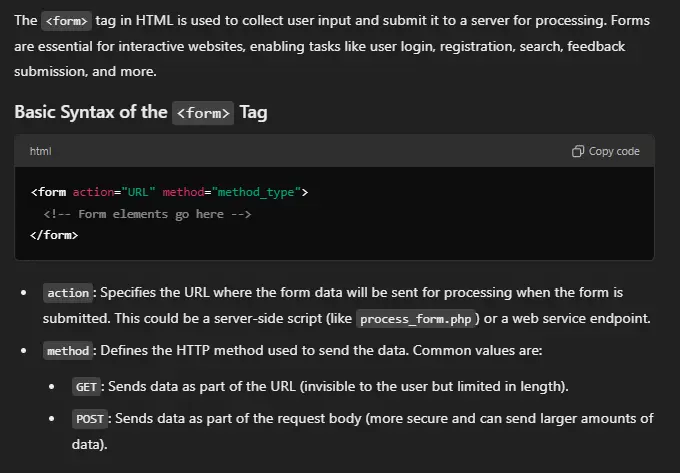 The <form> tag in HTML is used to collect user input and submit it to a server for processing. Forms
are essential for interactive websites, enabling tasks like user login, registration, search, feedback
submission, and more.
Basic Syntax of the <form> Tag
html
Copy code
<form action="URL" method="method_type">
<!-- Form elements go here -->
</form>
• action: Specifies the URL where the form data will be sent for processing when the form is
submitted. This could be a server-side script (like process_form.php) or a web service endpoint.
• method: Defines the HTTP method used to send the data. Common values are:
• GET: Sends data as part of the URL (invisible to the user but limited in length).
• POST: Sends data as part of the request body (more secure and can send larger amounts of
data).